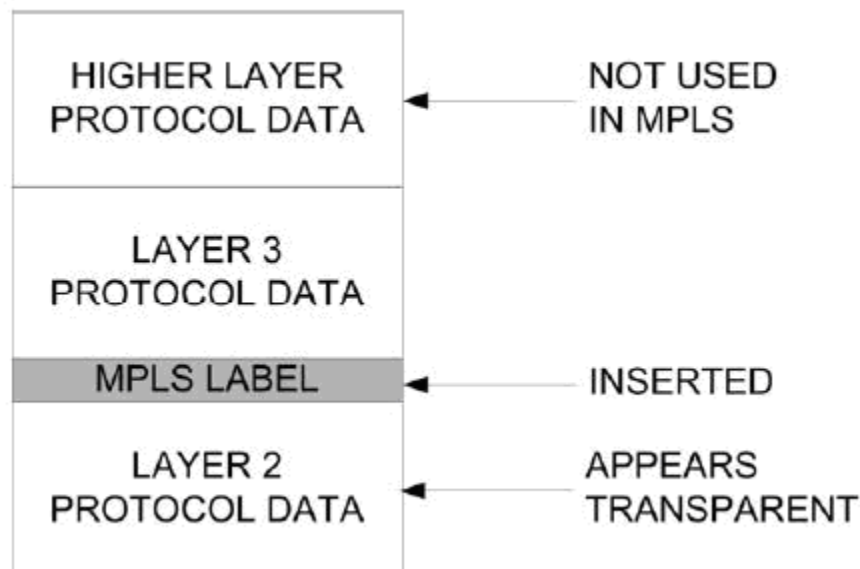 HIGHER LAYER
PROTOCOL DATA
NOT USED
IN MPLS
LAYER 3
PROTOCOL DATA
MPLS LABEL
INSERTED
LAYER 2
PROTOCOL DATA
APPEARS
TRANSPARENT